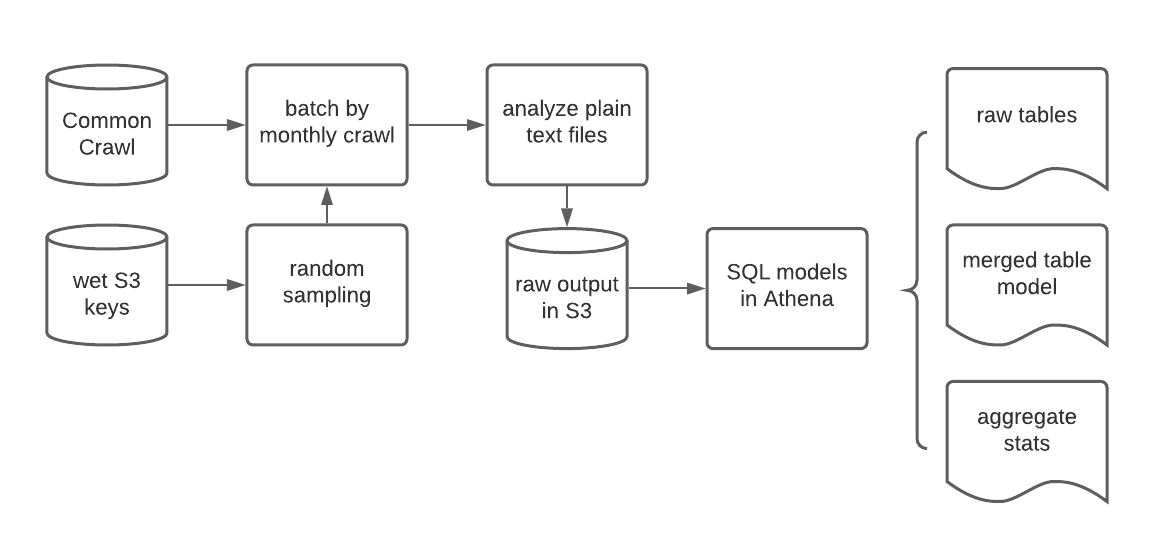 Common
Crawl
batch by
monthly crawl
analyze plain
text files
wet S3
keys
random
sampling
raw output
in S3
SQL models
in Athena
raw tables
merged table
model
aggregate
stats